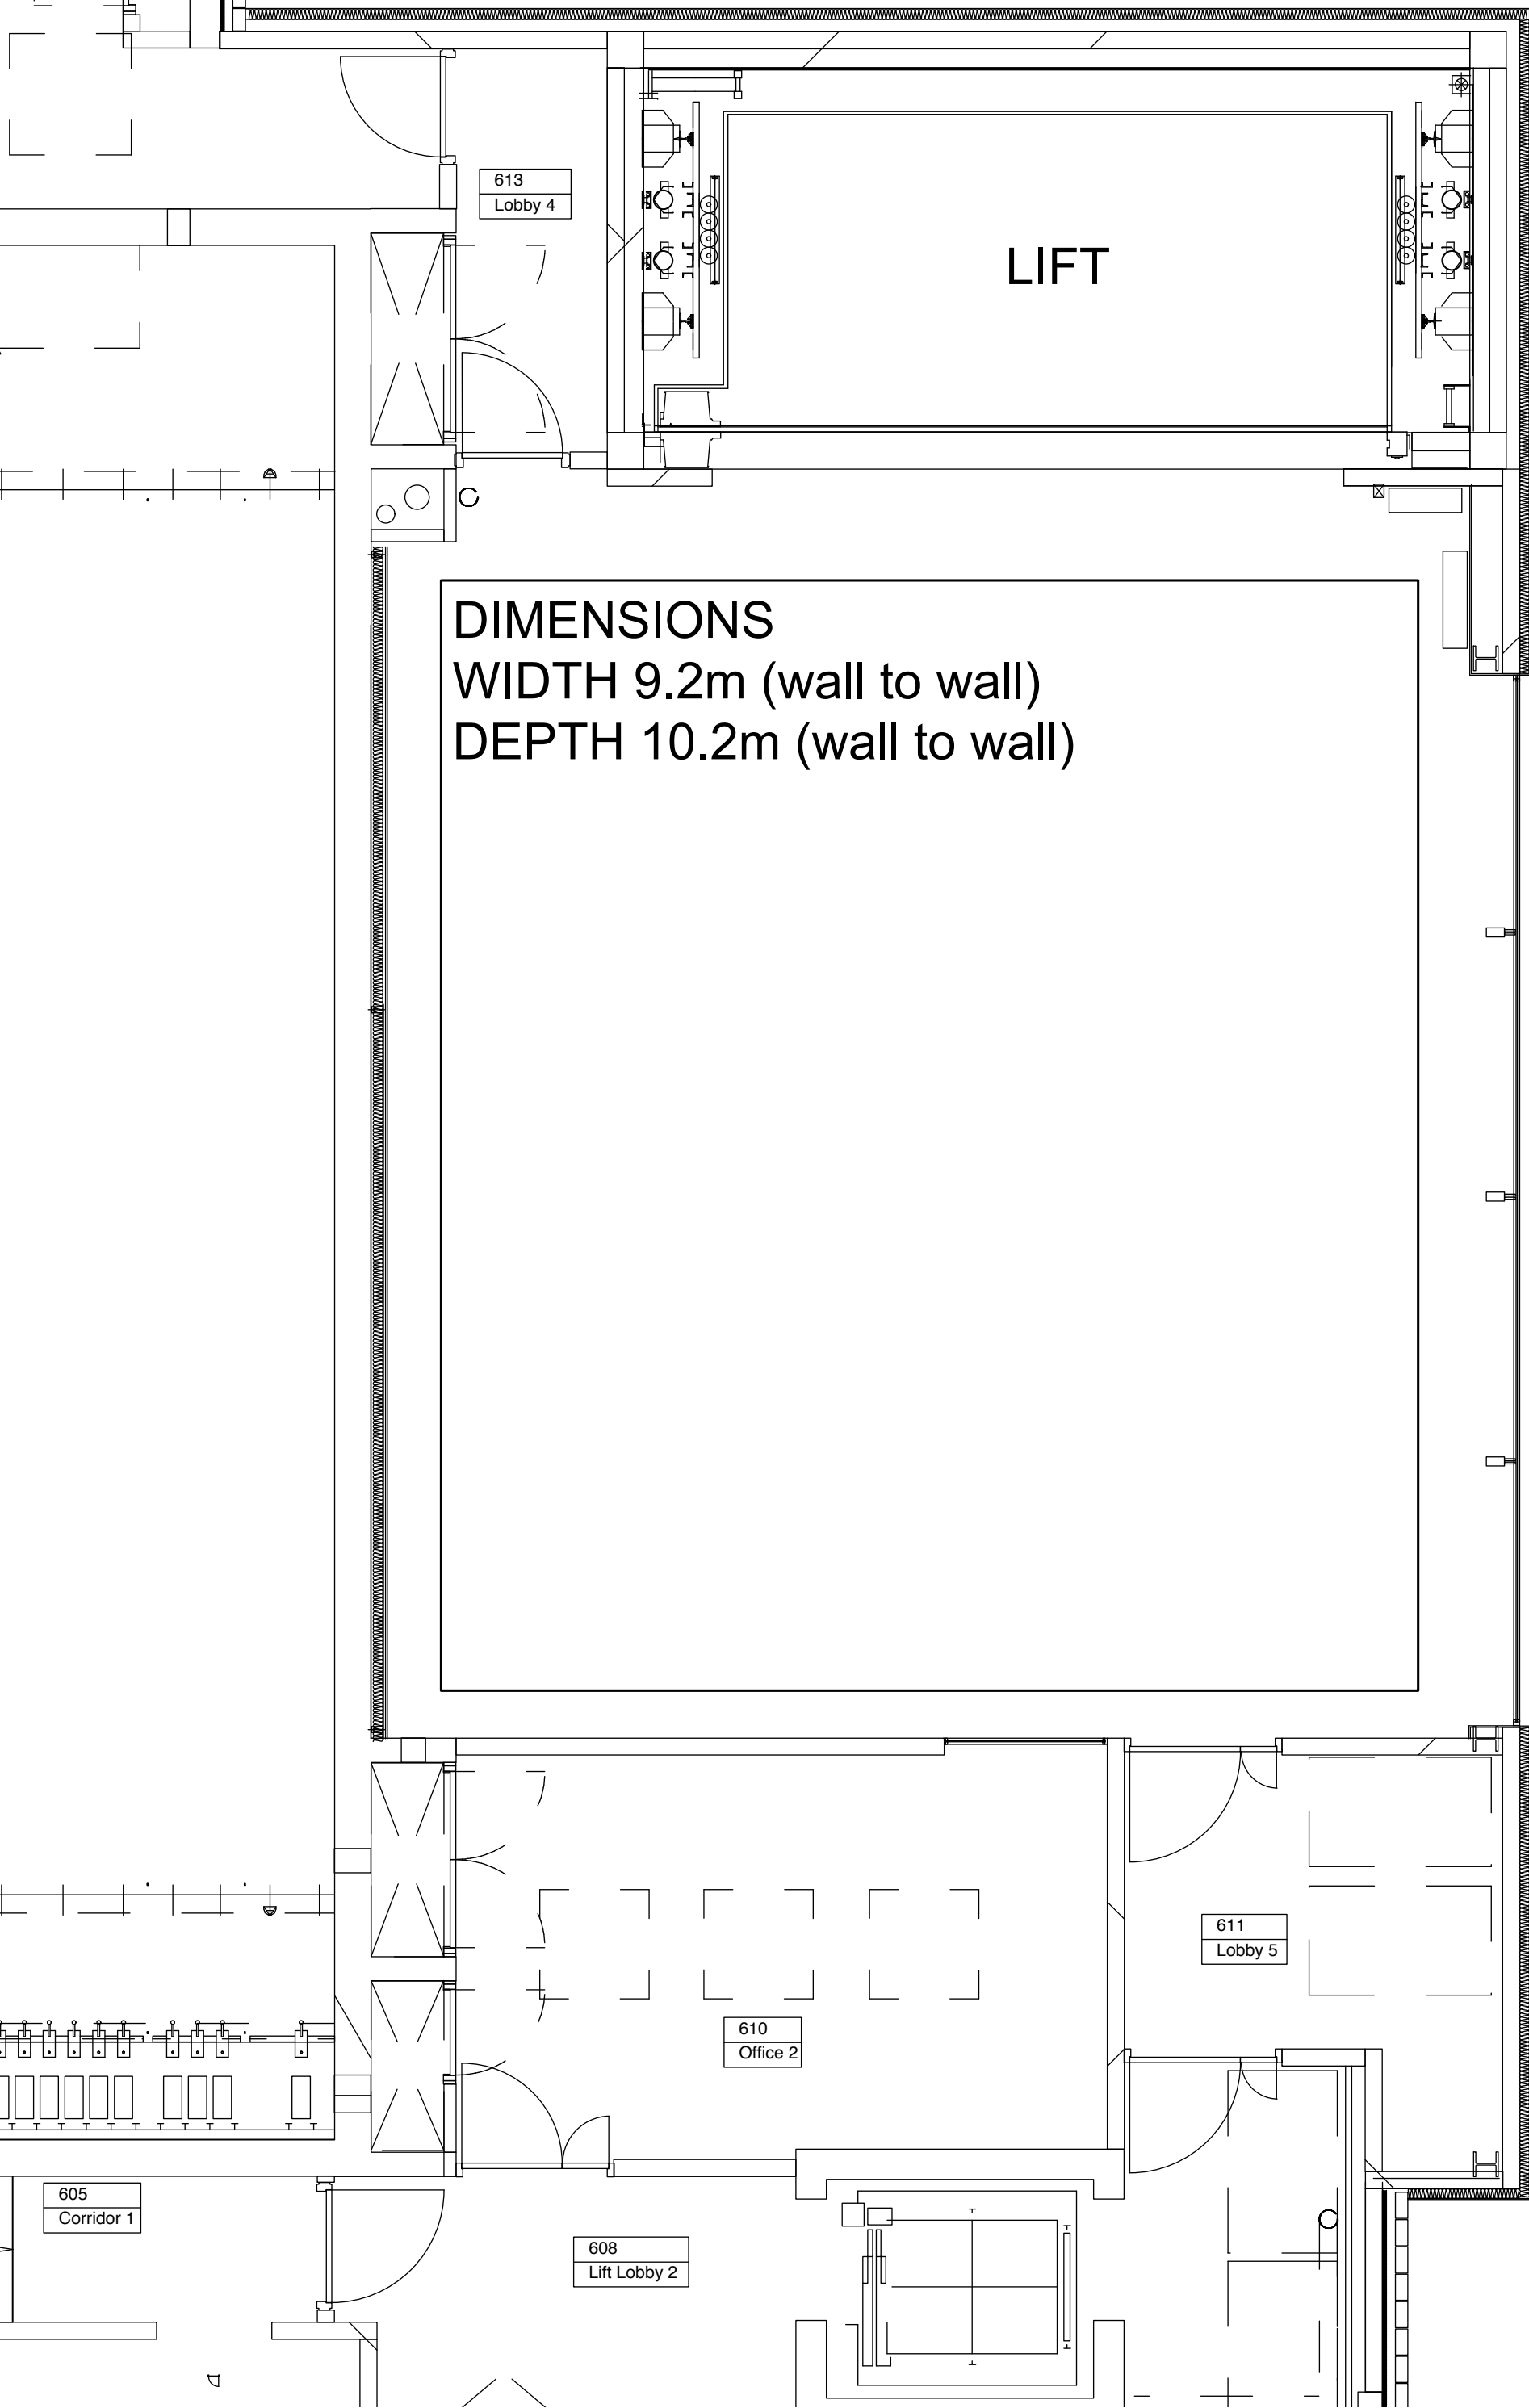 613
Lobby 4
LIFT
DIMENSIONS
WIDTH 9.2m (wall to wall)
DEPTH 10.2m (wall to wall)
611
Lobby 5
610
Office 2
605
Corridor 1
608
Lift Lobby 2